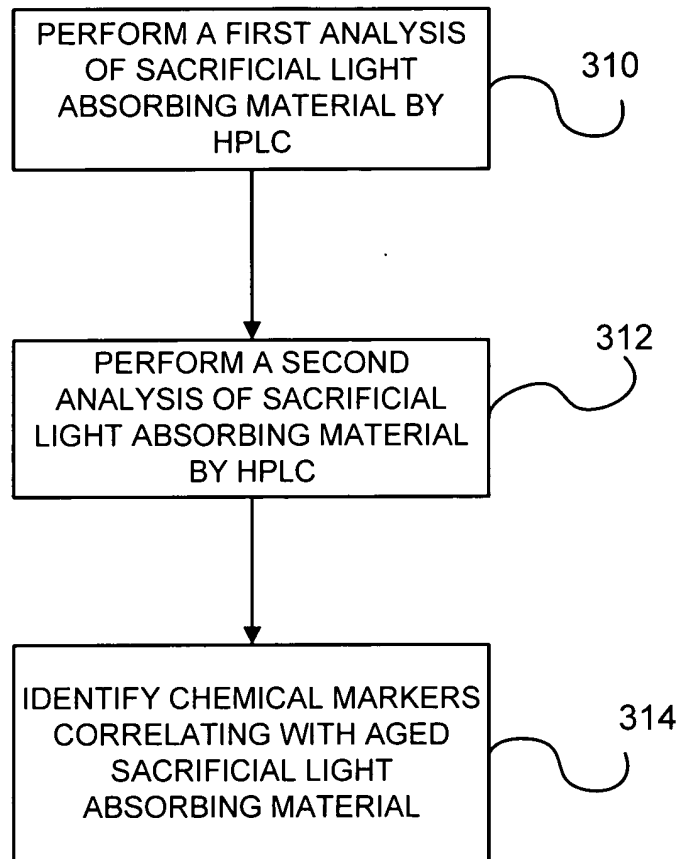 PERFORM A FIRST ANALYSIS
OF SACRIFICIAL LIGHT
ABSORBING MATERIAL BY
HPLC
310
PERFORM A SECOND
ANALYSIS OF SACRIFICIAL
LIGHT ABSORBING MATERIAL
BY HPLC
312
IDENTIFY CHEMICAL MARKERS
CORRELATING WITH AGED
SACRIFICIAL LIGHT
ABSORBING MATERIAL
314